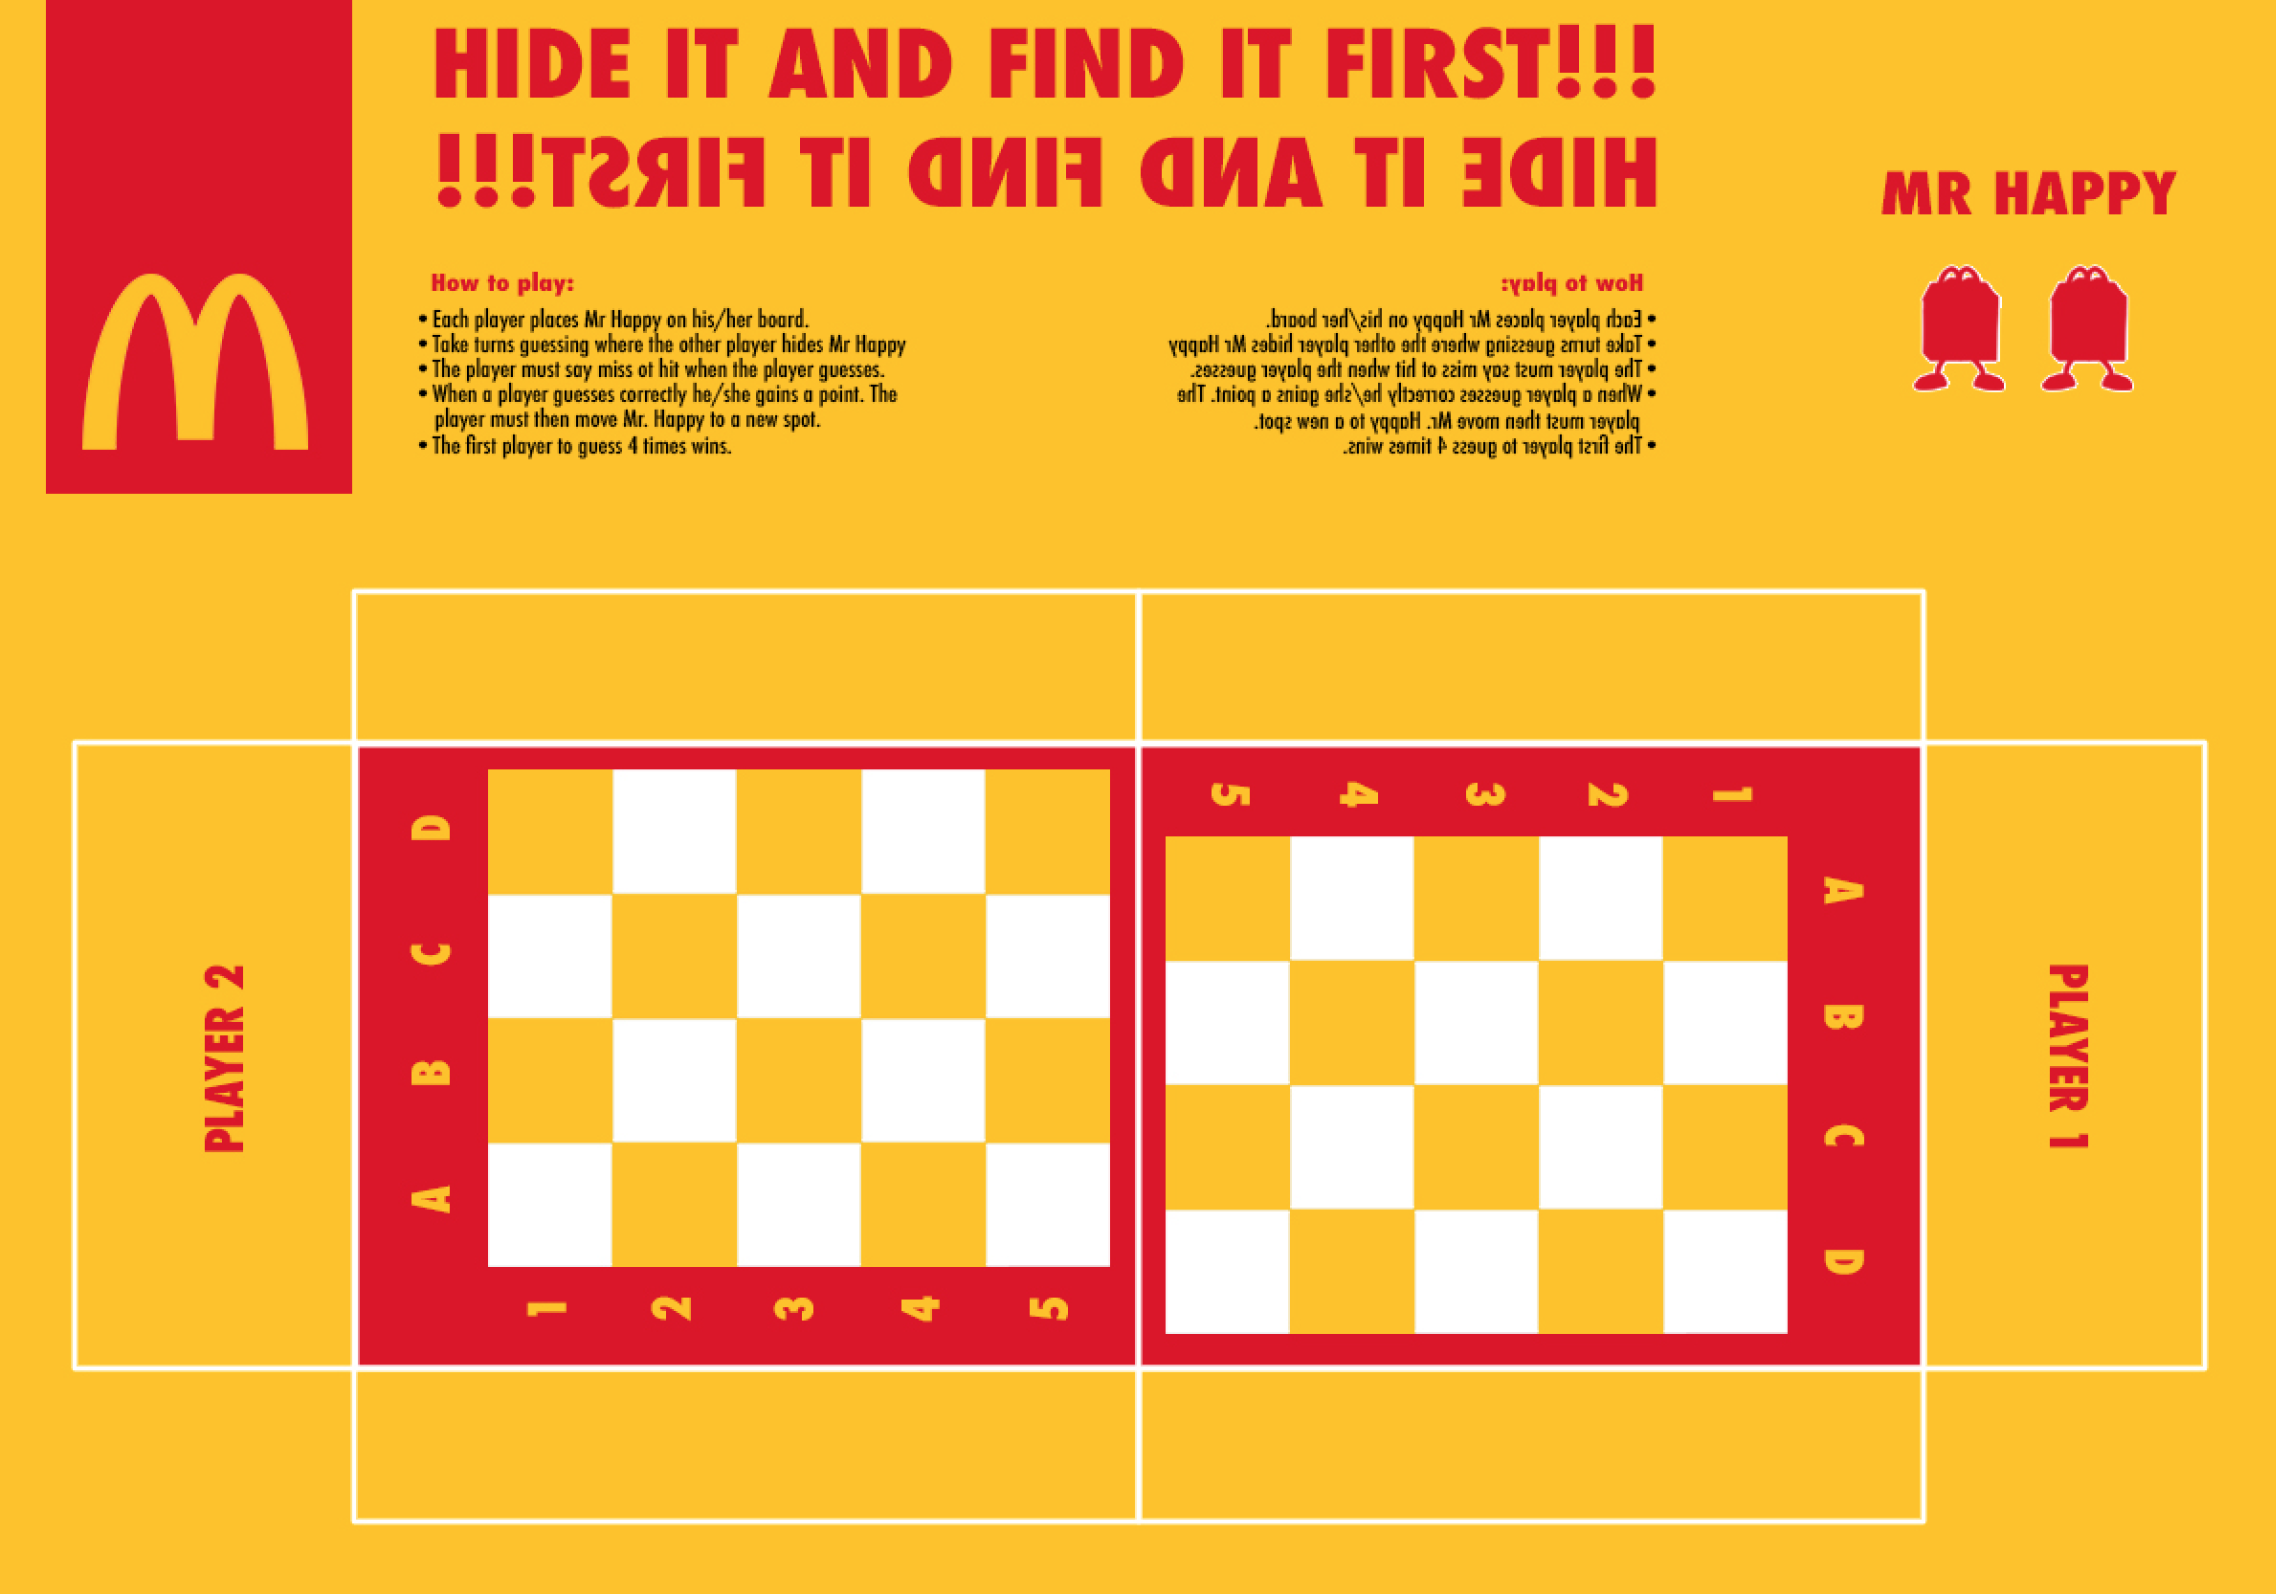 HIDE IT AND FIND IT FIRST!!!
HIDE IT AND FIND IT FIRST!!!
MR HAPPY
How to play:
• Each player places Mr Happy on his/her board.
• Take turns guessing where the other player hides Mr Happy
• The player must say miss ot hit when the player guesses.
• When a player guesses correctly he/she gains a point. The
player must then move Mr. Happy to a new spot.
• The first player to guess 4 times wins.
How to play:
• Each player places Mr Happy on his/her board.
• Take turns guessing where the other player hides Mr Happy
• The player must say miss ot hit when the player guesses.
• When a player guesses correctly he/she gains a point. The
player must then move Mr. Happy to a new spot.
• The first player to guess 4 times wins.
PLAYER 2
D
C
B
A
1 2 3 4 5
5 4 3 2 1
A
B
C
D
PLAYER 1